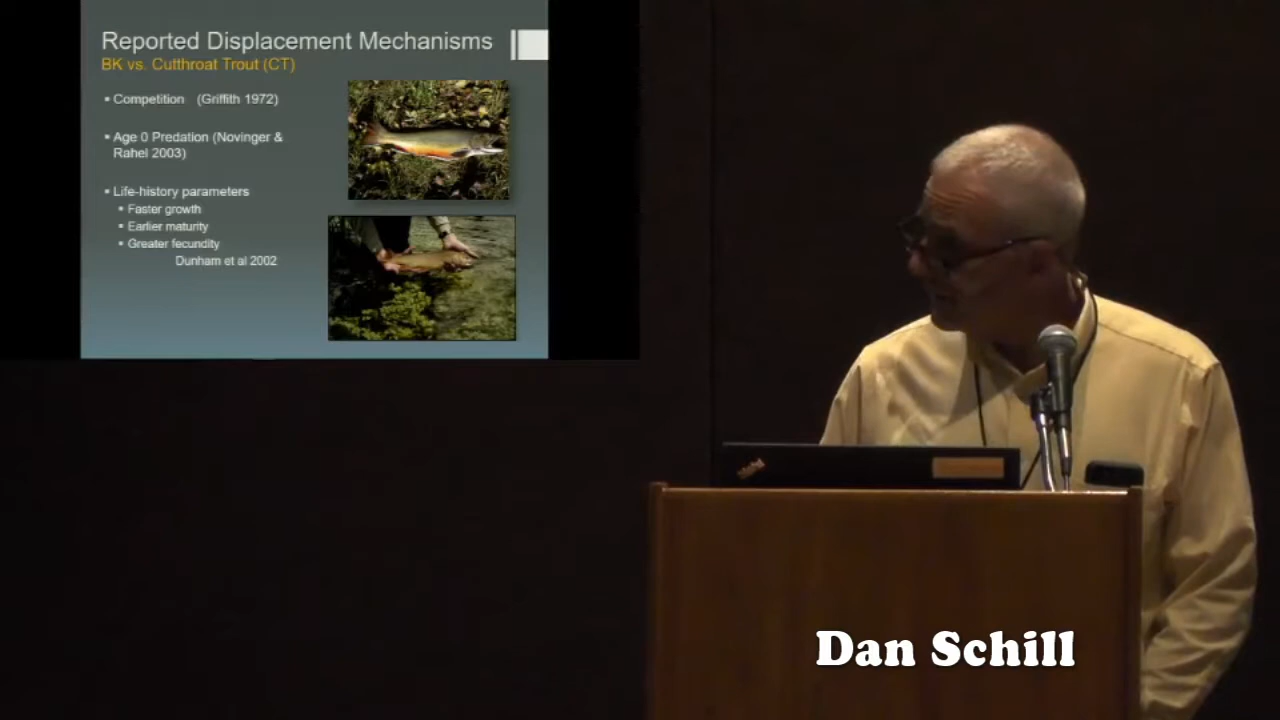 Reported Displacement Mechanisms
BK vs. Cutthroat Trout (CT)
▪ Competition (Griffith 1972)
▪ Age 0 Predation (Novinger &
Rahel 2003)
▪ Life-history parameters
▪ Faster growth
▪ Earlier maturity
▪ Greater fecundity
Dunham et al 2002
Dan Schill